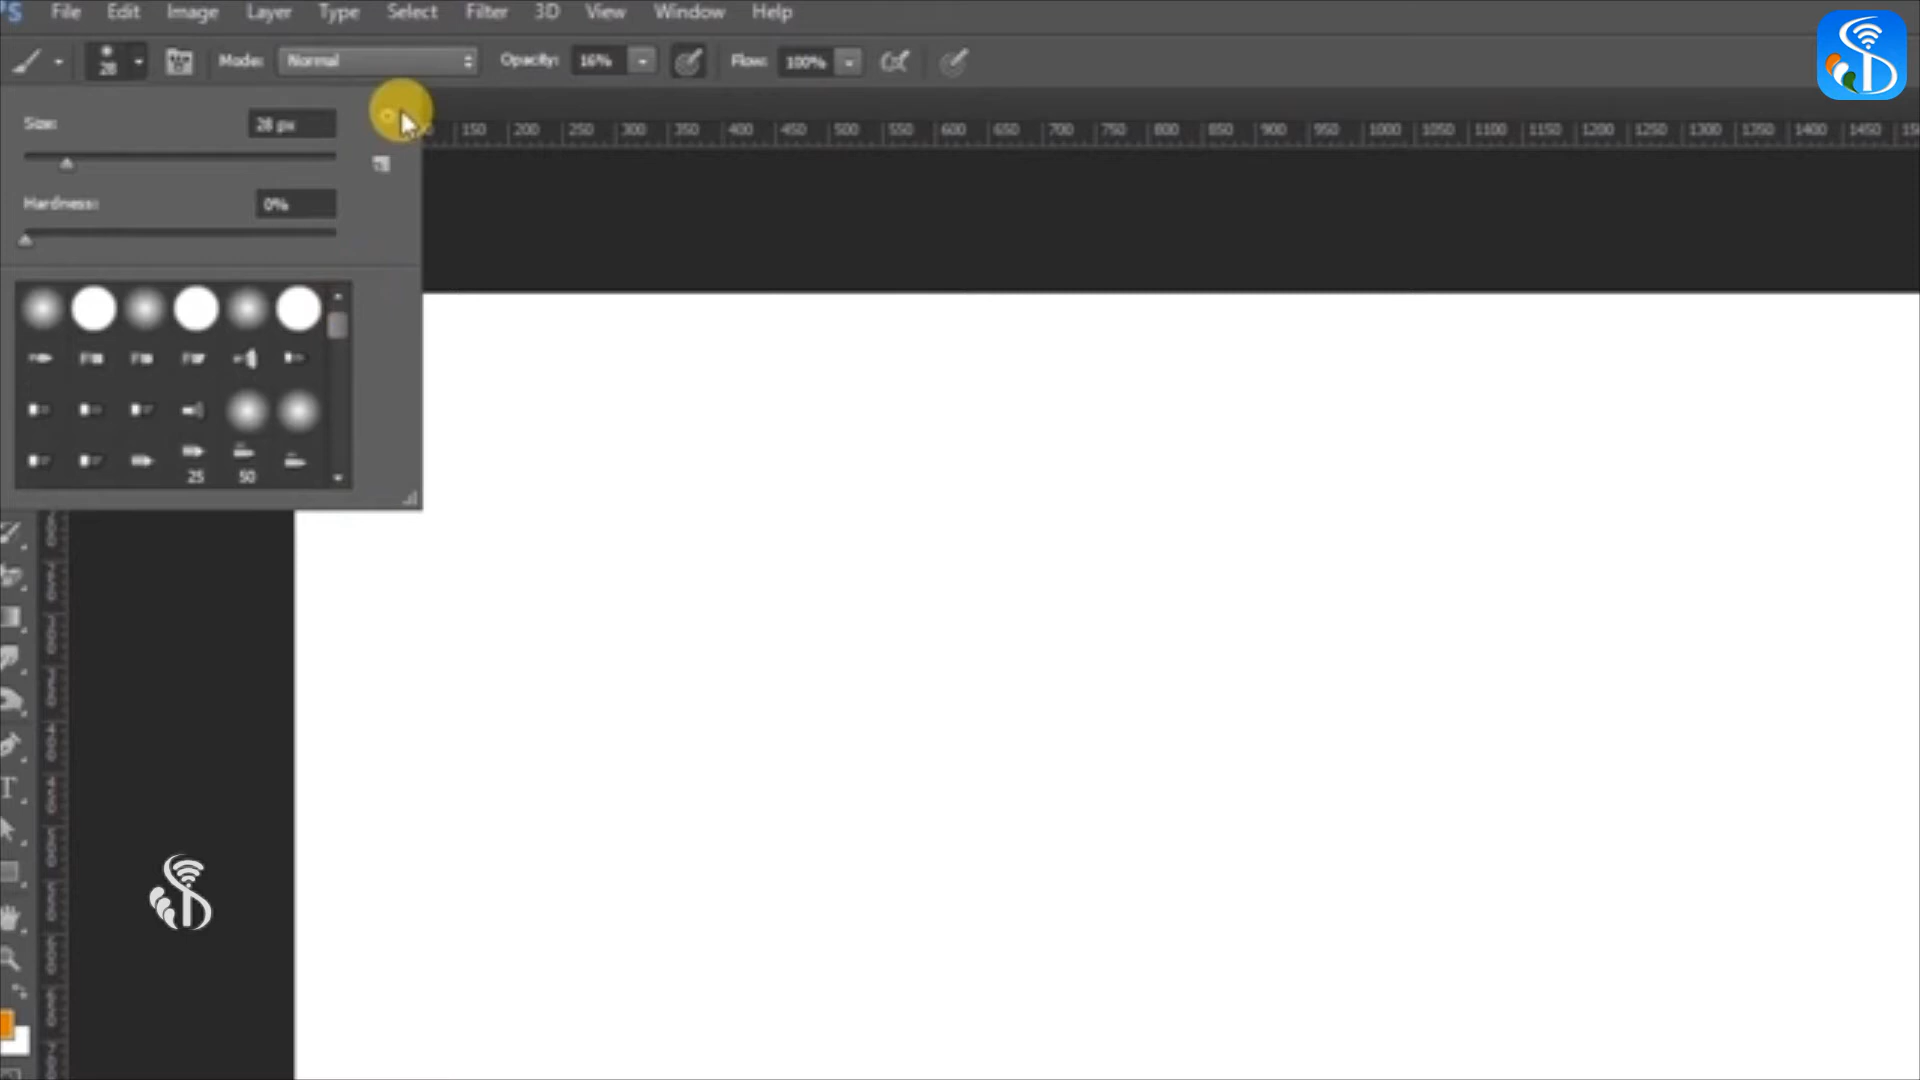 File Edit Image Layer Type Select Filter 3D View Window Help
28 Mode: Normal Opacity: 16% Flow: 100%
Size: 28 px
150 200 250 300 350 400 450 500 550 600 650 700 750 800 850 900 950 1000 1050 1100 1150 1200 1250 1300 1350 1400 1450
Hardness: 0%
25 50